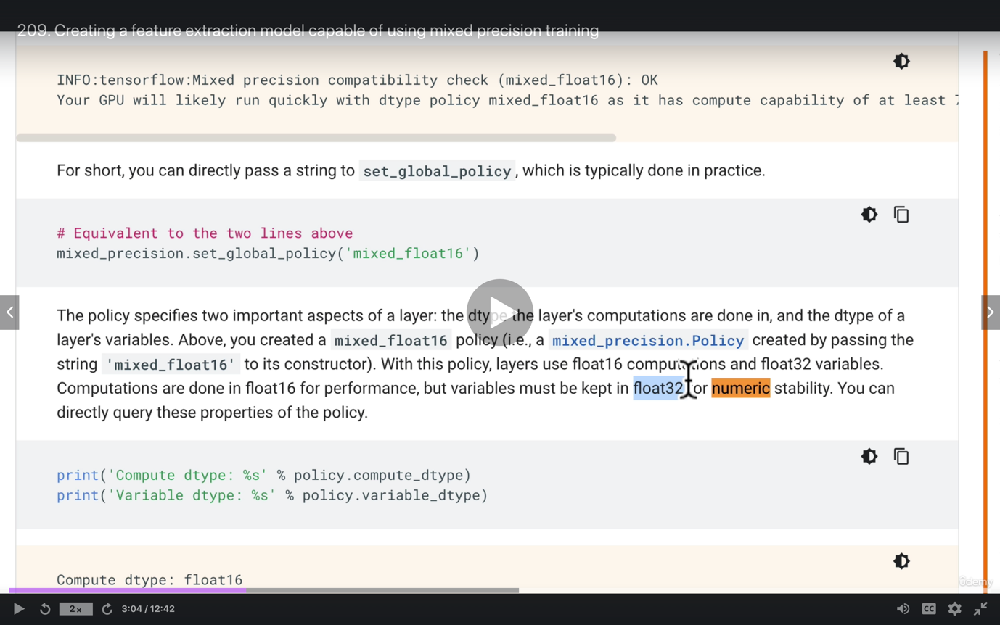 209. Creating a feature extraction model capable of using mixed precision training
INFO:tensorflow:Mixed precision compatibility check (mixed_float16): OK
Your GPU will likely run quickly with dtype policy mixed_float16 as it has compute capability of at least
For short, you can directly pass a string to set_global_policy, which is typically done in practice.
# Equivalent to the two lines above
mixed_precision.set_global_policy('mixed_float16')
The policy specifies two important aspects of a layer: the dtype the layer's computations are done in, and the dtype of a
layer's variables. Above, you created a mixed_float16 policy (i.e., a mixed_precision.Policy created by passing the
string 'mixed_float16' to its constructor). With this policy, layers use float16 computations and float32 variables.
Computations are done in float16 for performance, but variables must be kept in float32 for numeric stability. You can
directly query these properties of the policy.
print('Compute dtype: %s' % policy.compute_dtype)
print('Variable dtype: %s' % policy.variable_dtype)
Compute dtype: float16
ûdemy
2x
3:04 / 12:42
CC